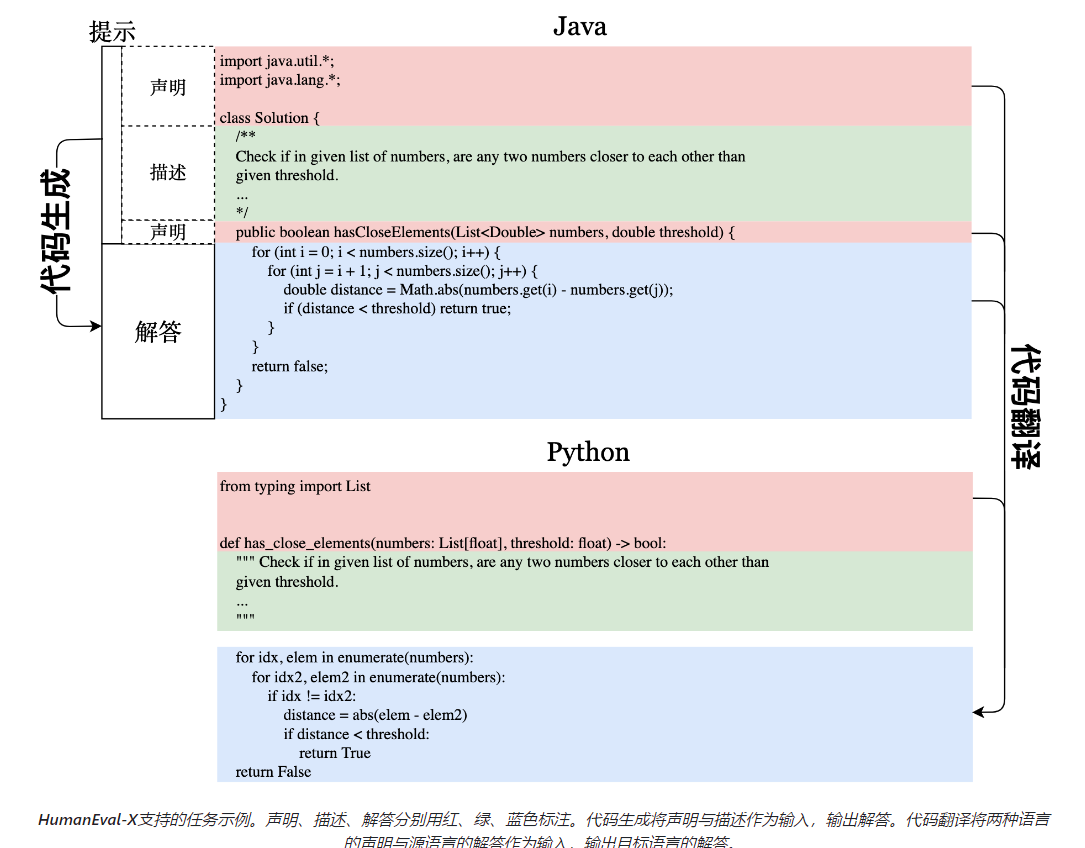 提示
Java
声明
import java.util.*;
import java.lang.*;
class Solution {
描述
/**
Check if in given list of numbers, are any two numbers closer to each other than
given threshold.
...
*/
声明
public boolean hasCloseElements(List<Double> numbers, double threshold) {
代码生成
解答
for (int i = 0; i < numbers.size(); i++) {
for (int j = i + 1; j < numbers.size(); j++) {
double distance = Math.abs(numbers.get(i) - numbers.get(j));
if (distance < threshold) return true;
}
}
return false;
}
}
代码翻译
Python
from typing import List
def has_close_elements(numbers: List[float], threshold: float) -> bool:
""" Check if in given list of numbers, are any two numbers closer to each other than
given threshold.
...
"""
for idx, elem in enumerate(numbers):
for idx2, elem2 in enumerate(numbers):
if idx != idx2:
distance = abs(elem - elem2)
if distance < threshold:
return True
return False
HumanEval-X支持的任务示例。声明、描述、解答分别用红、绿、蓝色标注。代码生成将声明与描述作为输入，输出解答。代码翻译将两种语言
的声明与源语言的解答作为输入，输出目标语言的解答。